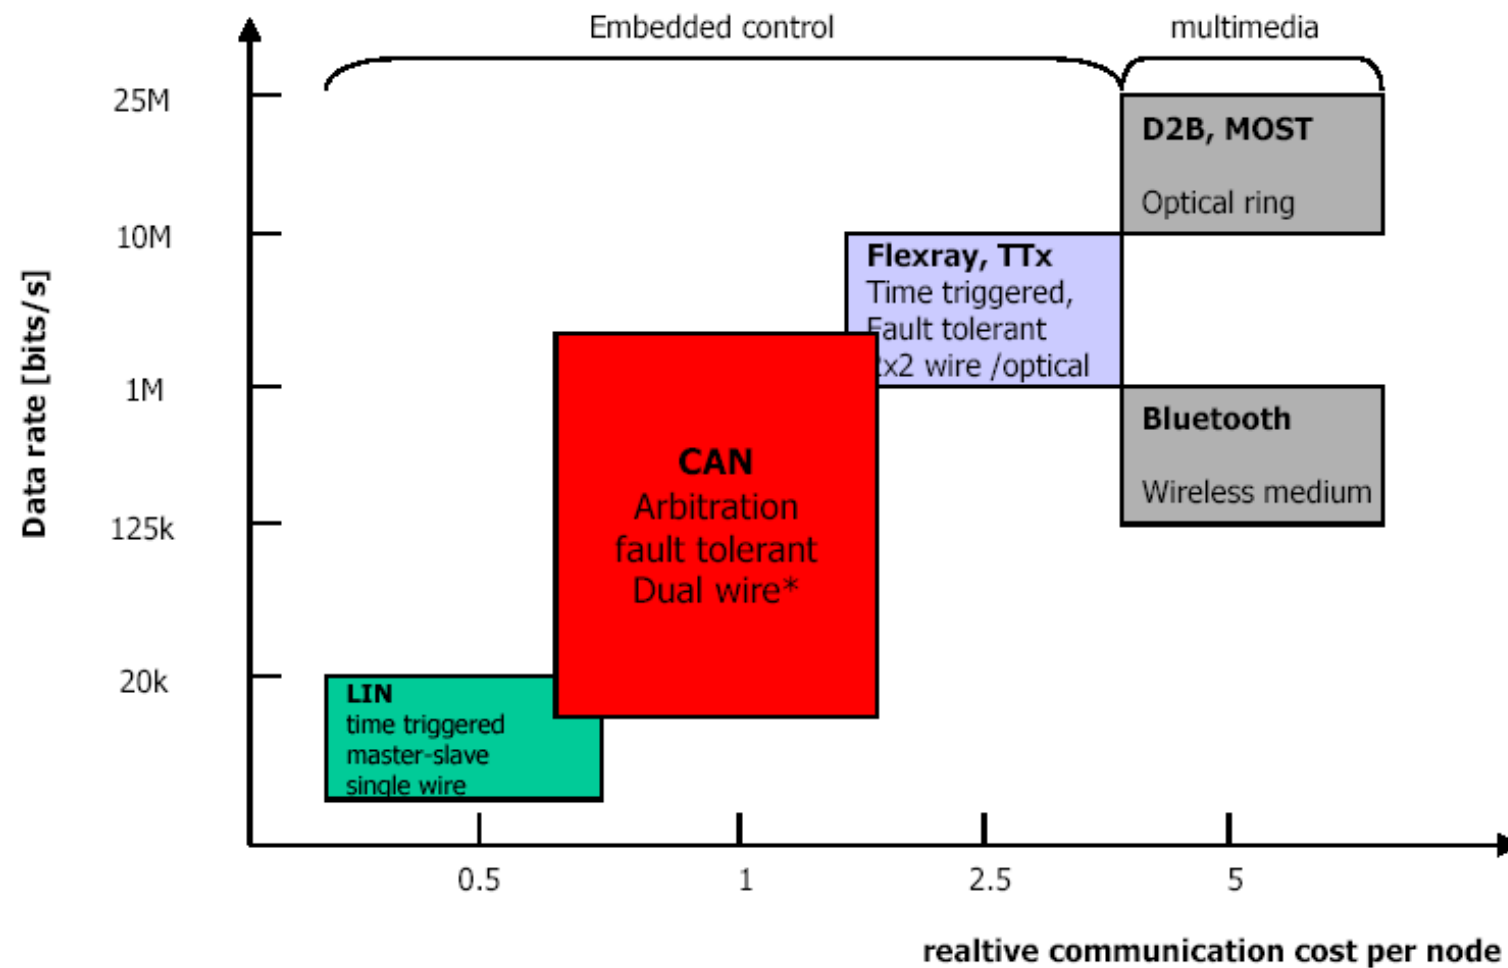 Embedded control
multimedia
25M
D2B, MOST
Optical ring
10M
Flexray, TTx
Time triggered,
Fault tolerant
2x2 wire /optical
Data rate [bits/s]
1M
Bluetooth
Wireless medium
CAN
Arbitration
fault tolerant
Dual wire*
125k
20k
LIN
time triggered
master-slave
single wire
0.5
1
2.5
5
realtive communication cost per node